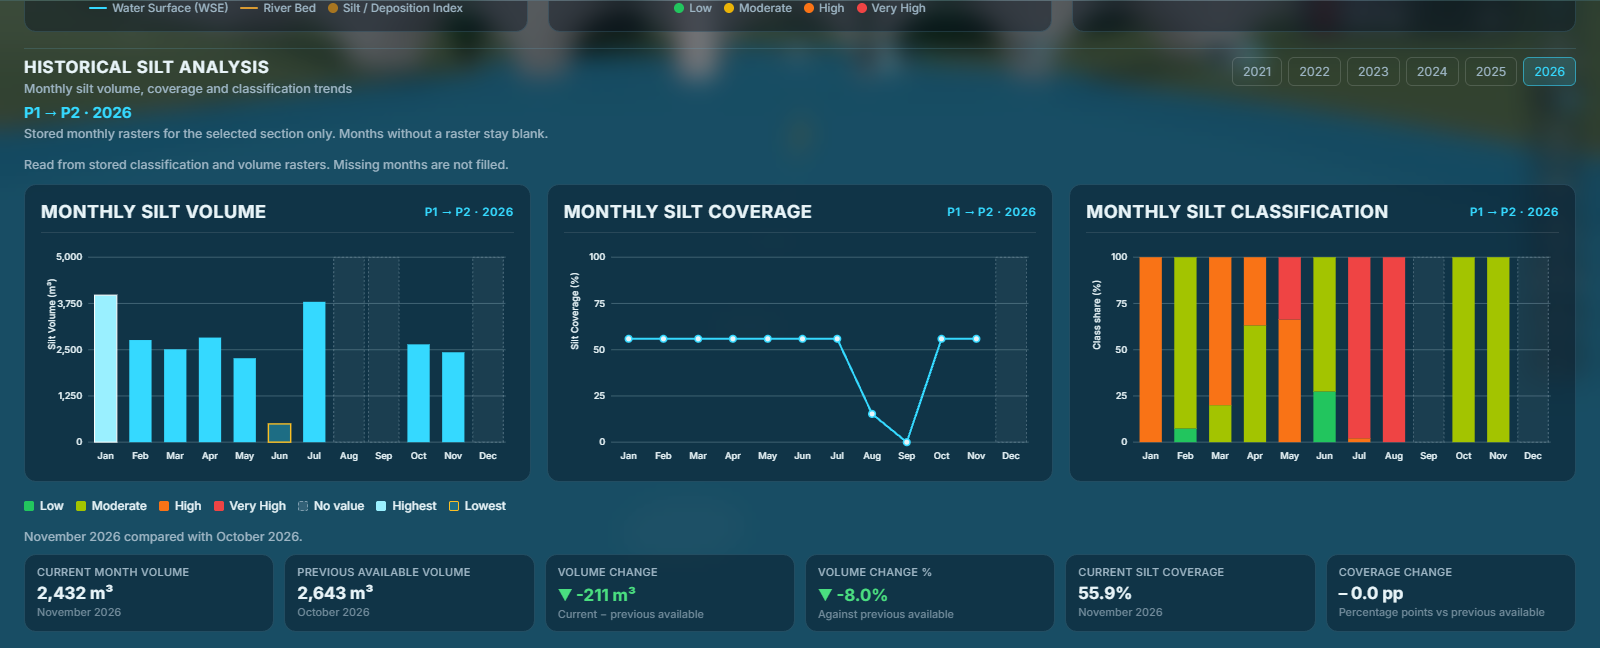 Water Surface (WSE) River Bed Silt / Deposition Index
Low Moderate High Very High
HISTORICAL SILT ANALYSIS
Monthly silt volume, coverage and classification trends
2021 2022 2023 2024 2025 2026
P1 → P2 · 2026
Stored monthly rasters for the selected section only. Months without a raster stay blank.
Read from stored classification and volume rasters. Missing months are not filled.
MONTHLY SILT VOLUME P1 → P2 · 2026
Silt Volume (m³)
5,000
3,750
2,500
1,250
0
Jan Feb Mar Apr May Jun Jul Aug Sep Oct Nov Dec
MONTHLY SILT COVERAGE P1 → P2 · 2026
Silt Coverage (%)
100
75
50
25
0
Jan Feb Mar Apr May Jun Jul Aug Sep Oct Nov Dec
MONTHLY SILT CLASSIFICATION P1 → P2 · 2026
Class share (%)
100
75
50
25
0
Jan Feb Mar Apr May Jun Jul Aug Sep Oct Nov Dec
Low Moderate High Very High No value Highest Lowest
November 2026 compared with October 2026.
CURRENT MONTH VOLUME
2,432 m³
November 2026
PREVIOUS AVAILABLE VOLUME
2,643 m³
October 2026
VOLUME CHANGE
▼ -211 m³
Current − previous available
VOLUME CHANGE %
▼ -8.0%
Against previous available
CURRENT SILT COVERAGE
55.9%
November 2026
COVERAGE CHANGE
– 0.0 pp
Percentage points vs previous available